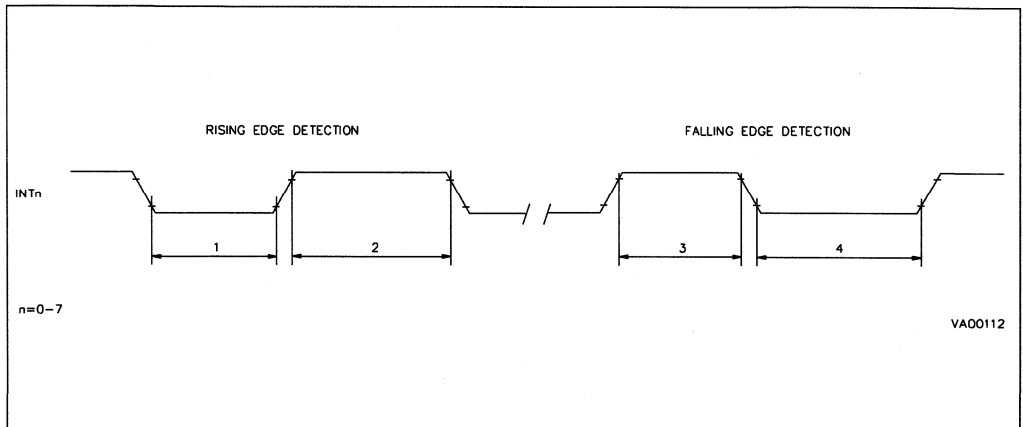 RISING EDGE DETECTION
FALLING EDGE DETECTION
INTn
1
2
3
4
n=0-7
VA00112